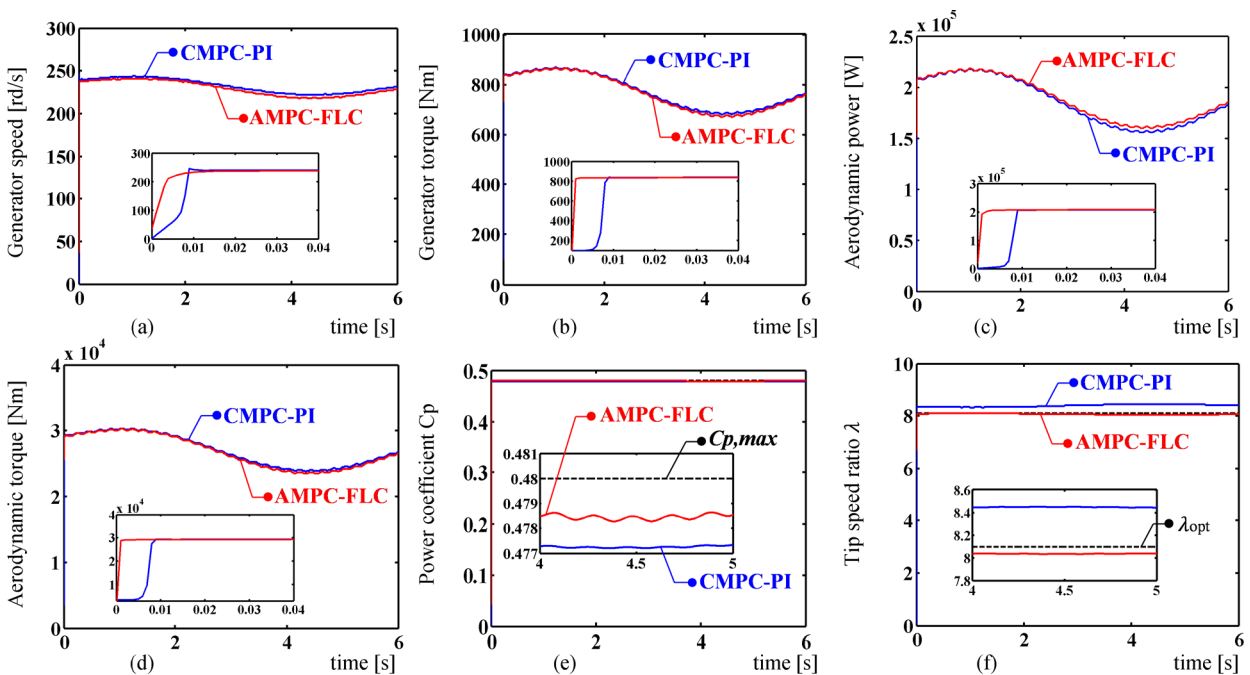 300
250
200
150
100
50
0
Generator speed [rd/s]
CMPC-PI
AMPC-FLC
300
200
100
0
0 0.01 0.02 0.03 0.04
0 2 4 6
(a) time [s]
1000
800
600
400
200
0
Generator torque [Nm]
CMPC-PI
AMPC-FLC
1000
800
600
400
200
0 0.01 0.02 0.03 0.04
0 2 4 6
(b) time [s]
x 10⁵
2.5
2
1.5
1
0.5
0
Aerodynamic power [W]
AMPC-FLC
CMPC-PI
x 10⁵
3
2
1
0
0 0.01 0.02 0.03 0.04
0 2 4 6
(c) time [s]
x 10⁴
4
3
2
1
0
Aerodynamic torque [Nm]
CMPC-PI
AMPC-FLC
x 10⁴
4
3
2
1
0 0.01 0.02 0.03 0.04
0 2 4 6
(d) time [s]
0.5
0.4
0.3
0.2
0.1
0
Power coefficient Cp
AMPC-FLC
Cp,max
0.481
0.48
0.479
0.478
0.477
4 4.5 5
CMPC-PI
0 2 4 6
(e) time [s]
10
8
6
4
2
0
Tip speed ratio λ
CMPC-PI
AMPC-FLC
8.6
8.4
8.2
8.0
7.8
4 4.5 5
λopt
0 2 4 6
(f) time [s]